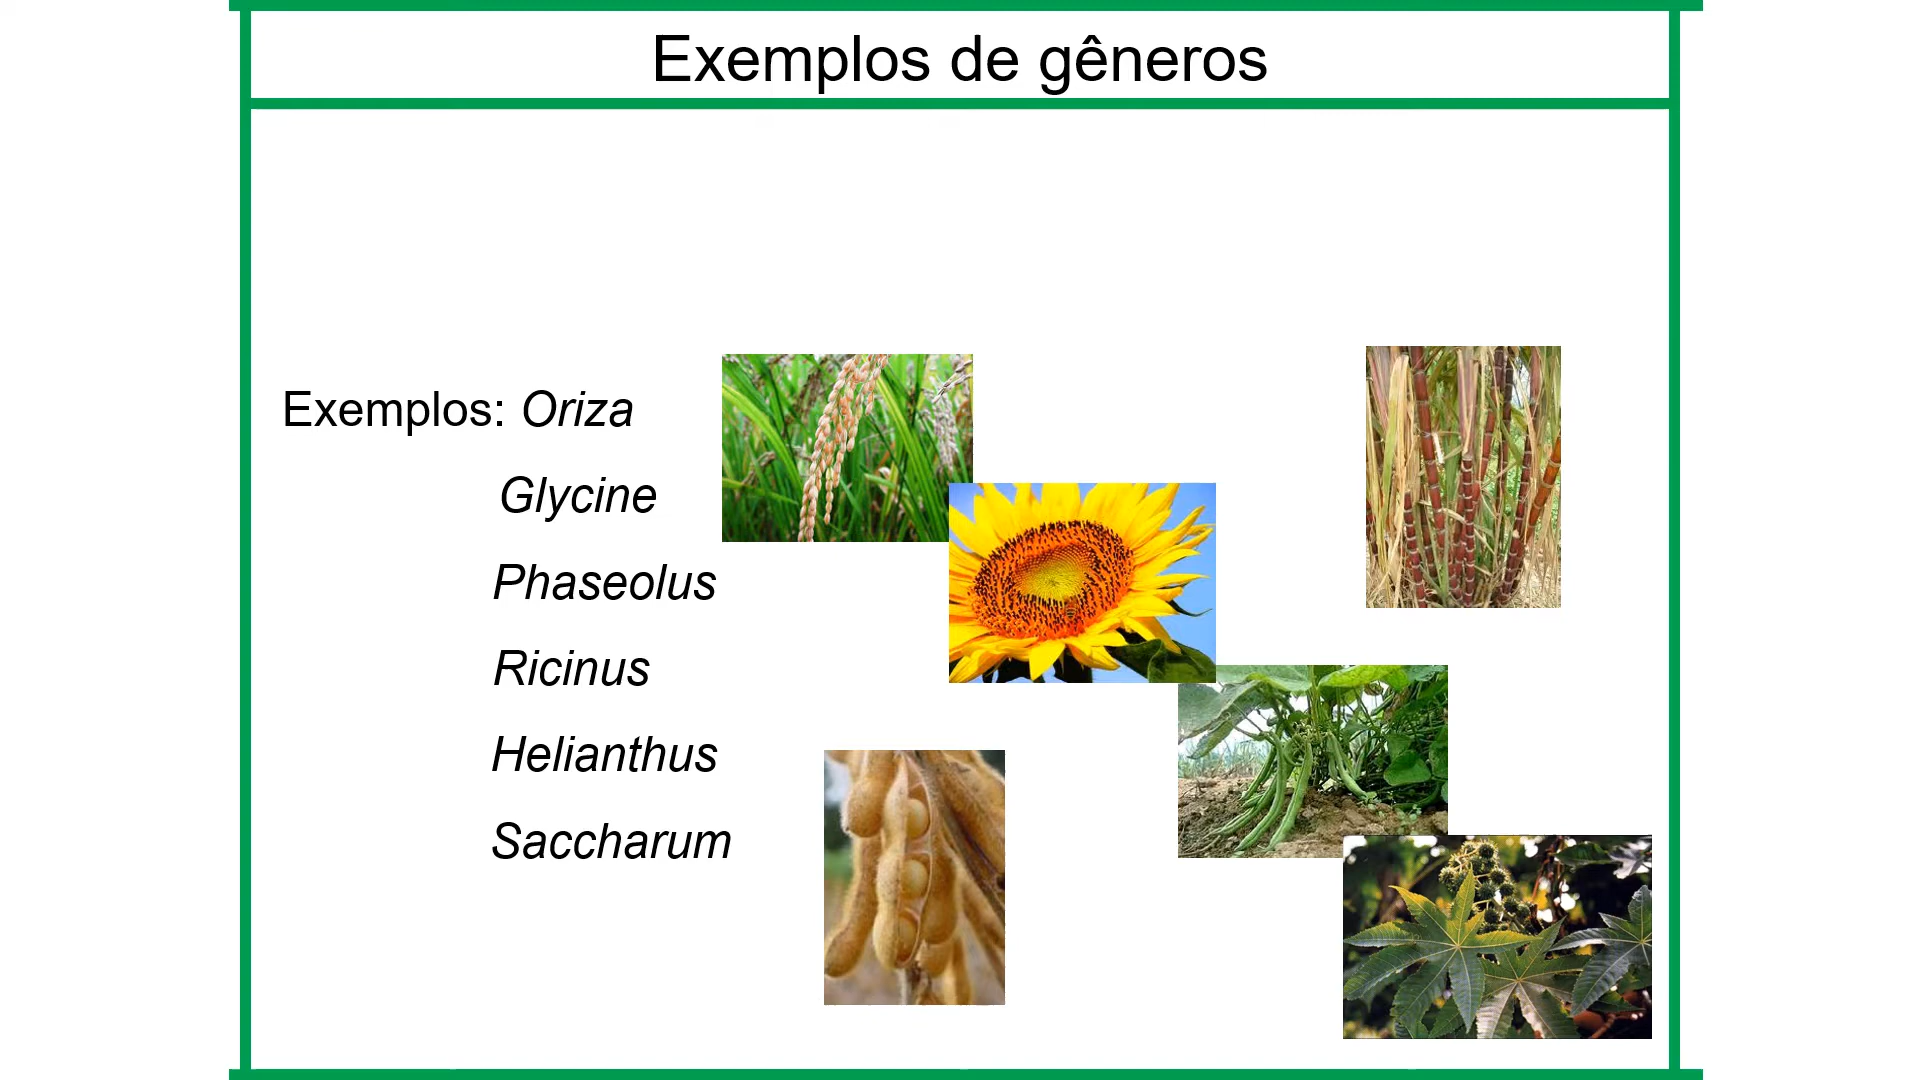 Exemplos de gêneros
Exemplos: Oriza
Glycine
Phaseolus
Ricinus
Helianthus
Saccharum